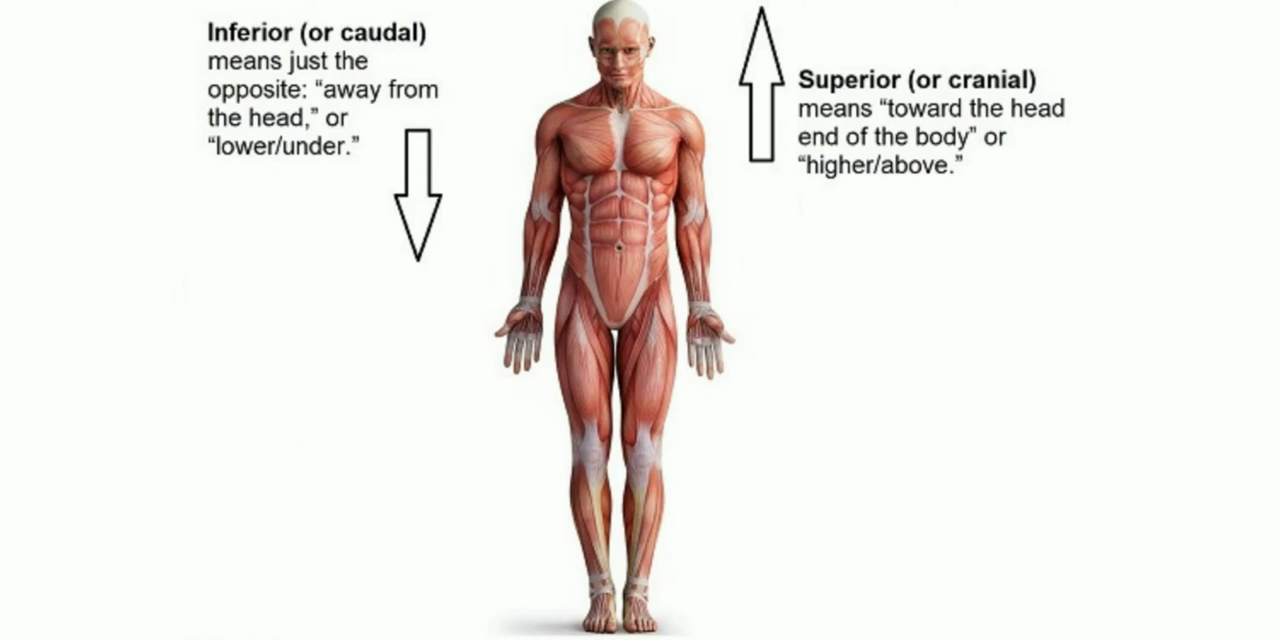 Inferior (or caudal)
means just the
opposite: “away from
the head,” or
“lower/under.”
Superior (or cranial)
means “toward the head
end of the body” or
“higher/above.”